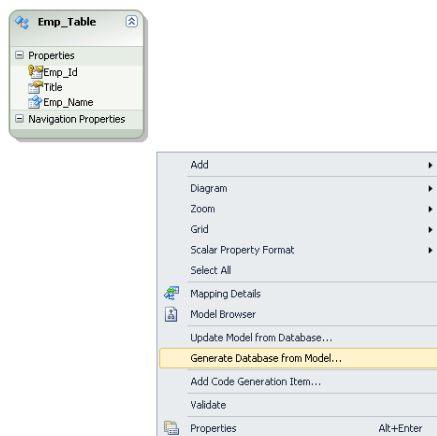 Emp_Table
Properties
Emp_Id
Title
Emp_Name
Navigation Properties
Add
Diagram
Zoom
Grid
Scalar Property Format
Select All
Mapping Details
Model Browser
Update Model from Database...
Generate Database from Model...
Add Code Generation Item...
Validate
Properties Alt+Enter